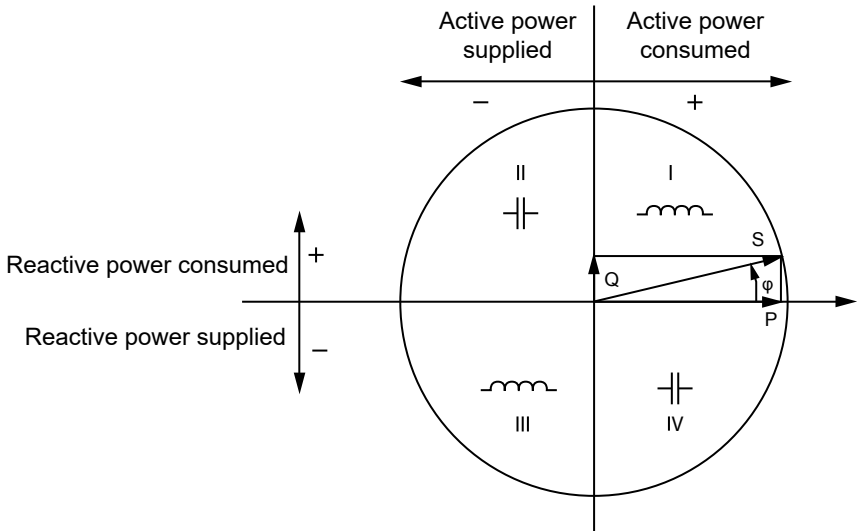 Active power
supplied
Active power
consumed
−
+
II
I
S
Reactive power consumed
+
Q
φ
P
Reactive power supplied
−
III
IV